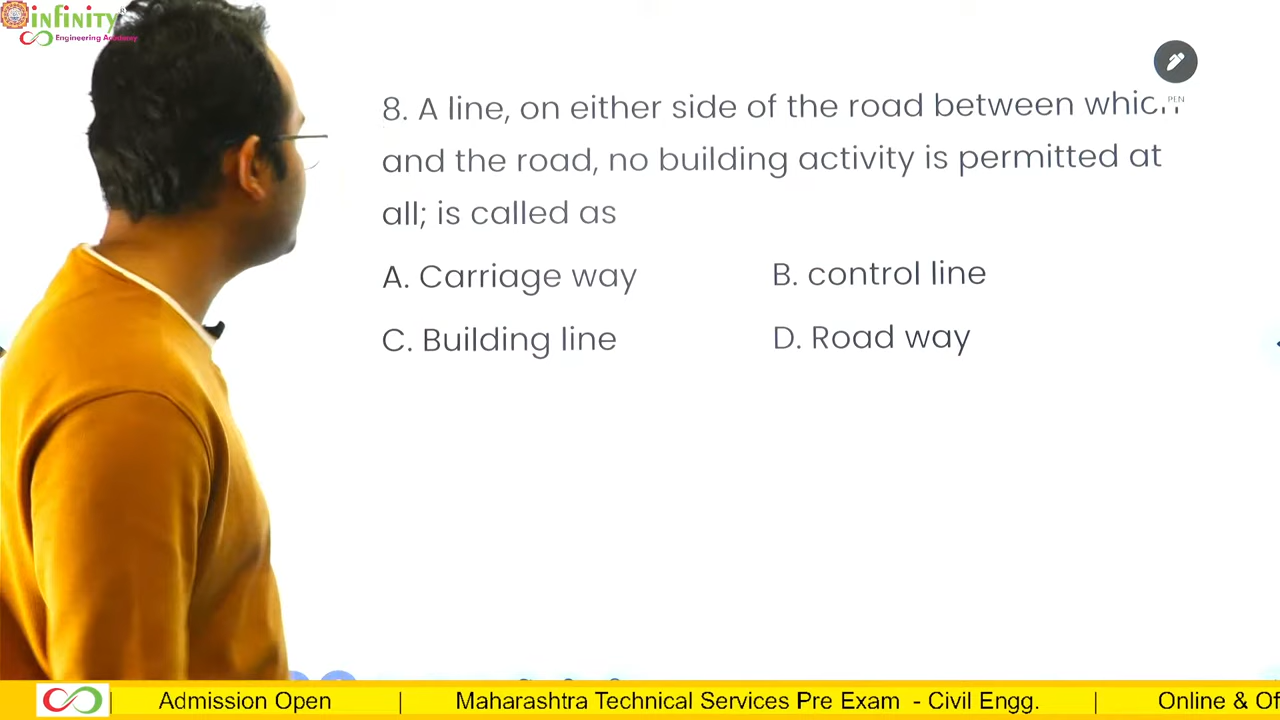 infinity
Engineering Academy
PEN
8. A line, on either side of the road between which
and the road, no building activity is permitted at
all; is called as
A. Carriage way
B. control line
C. Building line
D. Road way
| Admission Open | Maharashtra Technical Services Pre Exam - Civil Engg. | Online & Of